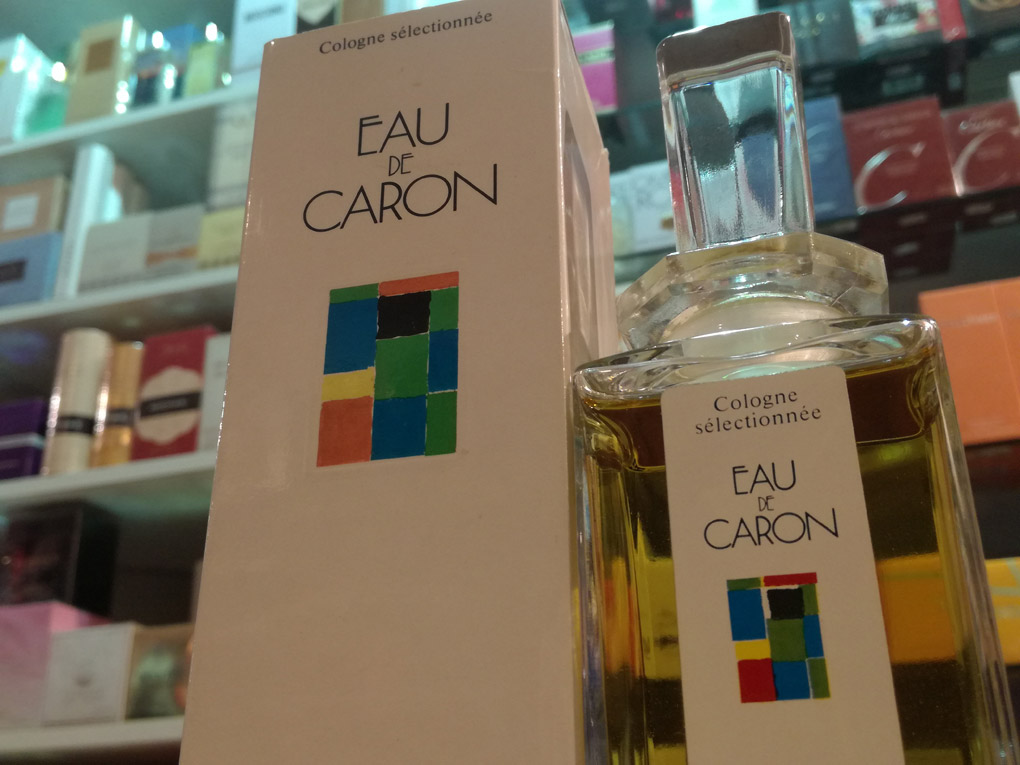 Cologne sélectionnée
EAU
DE
CARON
Cologne
sélectionnée
EAU
DE
CARON